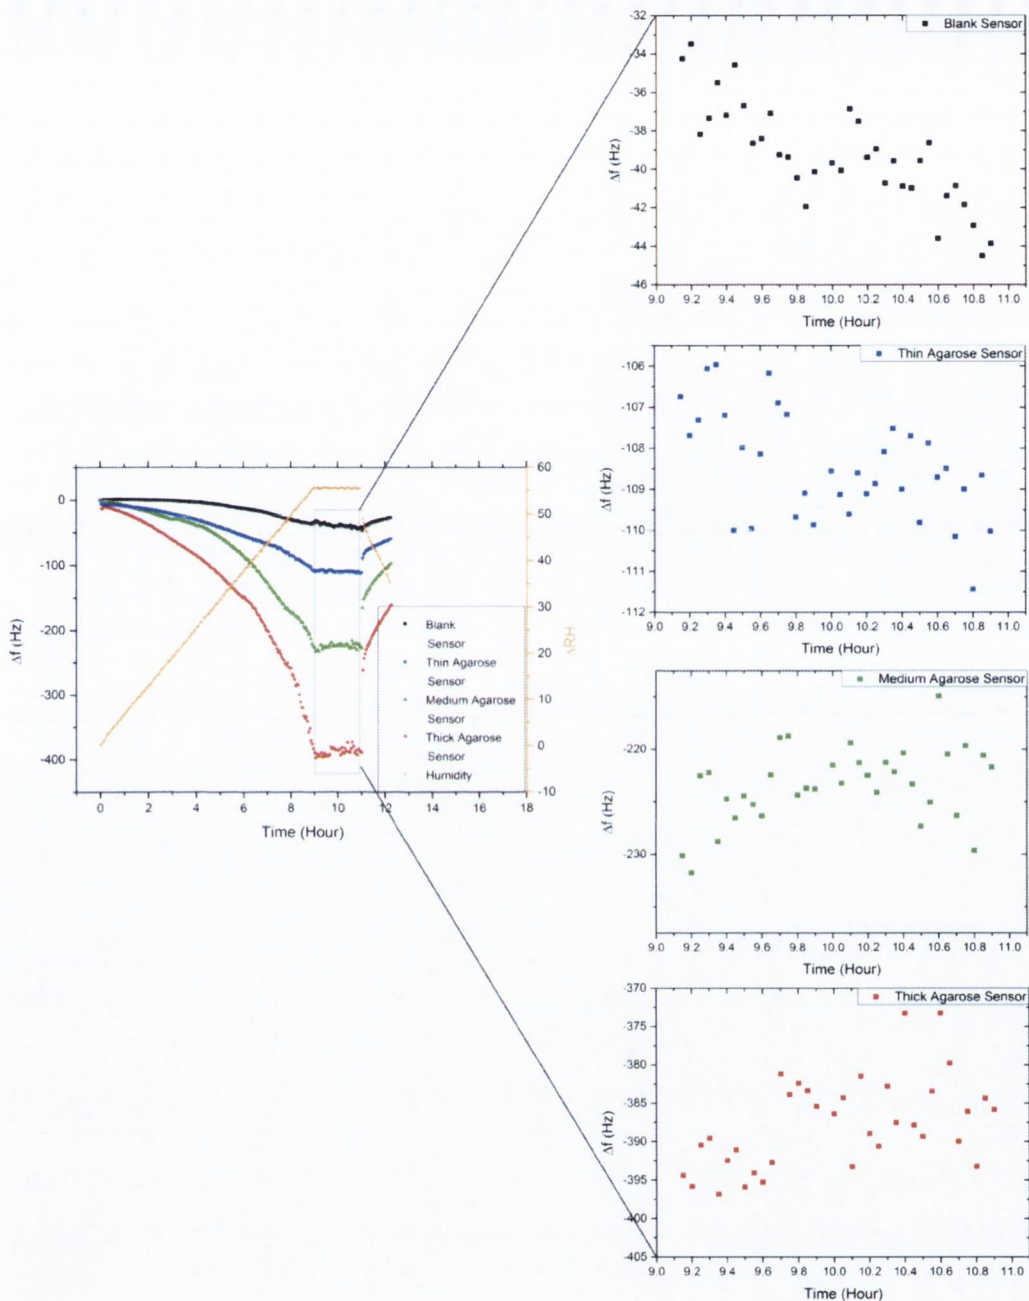 -32
-34
-36
-38
-40
-42
-44
-46
Δf (Hz)
Blank Sensor
9.0 9.2 9.4 9.6 9.8 10.0 10.2 10.4 10.6 10.8 11.0
Time (Hour)
-106
-107
-108
-109
-110
-111
-112
Δf (Hz)
Thin Agarose Sensor
9.0 9.2 9.4 9.6 9.8 10.0 10.2 10.4 10.6 10.8 11.0
Time (Hour)
0
-100
-200
-300
-400
Δf (Hz)
60
50
40
30
20
10
0
-10
ΔRH
Blank
Sensor
Thin Agarose
Sensor
Medium Agarose
Sensor
Thick Agarose
Sensor
Humidity
0 2 4 6 8 10 12 14 16 18
Time (Hour)
-220
-230
Δf (Hz)
Medium Agarose Sensor
9.0 9.2 9.4 9.6 9.8 10.0 10.2 10.4 10.6 10.8 11.0
Time (Hour)
-370
-375
-380
-385
-390
-395
-400
-405
Δf (Hz)
Thick Agarose Sensor
9.0 9.2 9.4 9.6 9.8 10.0 10.2 10.4 10.6 10.8 11.0
Time (Hour)